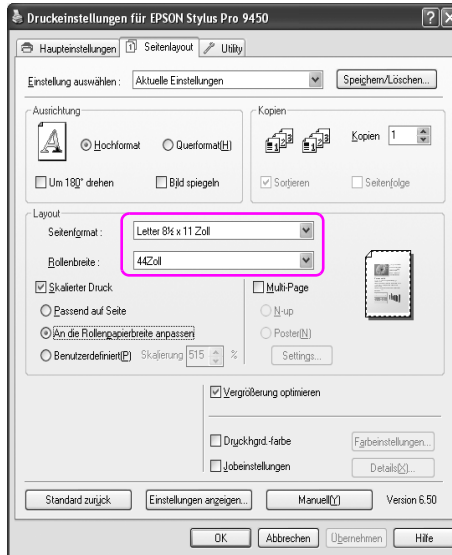 Druckeinstellungen für EPSON Stylus Pro 9450
Haupteinstellungen Seitenlayout Utility
Einstellung auswählen : Aktuelle Einstellungen Speichern/Löschen...
Ausrichtung Kopien
A Hochformat Querformat(H) Kopien 1
Um 180° drehen Bild spiegeln Sortieren Seitenfolge
Layout
Seitenformat : Letter 8½ x 11 Zoll
Rollenbreite : 44Zoll
Skalierter Druck Multi-Page
Passend auf Seite N-up
An die Rollenpapierbreite anpassen Poster(N)
Benutzerdefiniert(P) Skalierung 515 % Settings...
Vergrößerung optimieren
Druckhgrd.-farbe Farbeinstellungen...
Jobeinstellungen Details(X)...
Standard zurück Einstellungen anzeigen... Manuell(Y) Version 6.50
OK Abbrechen Übernehmen Hilfe